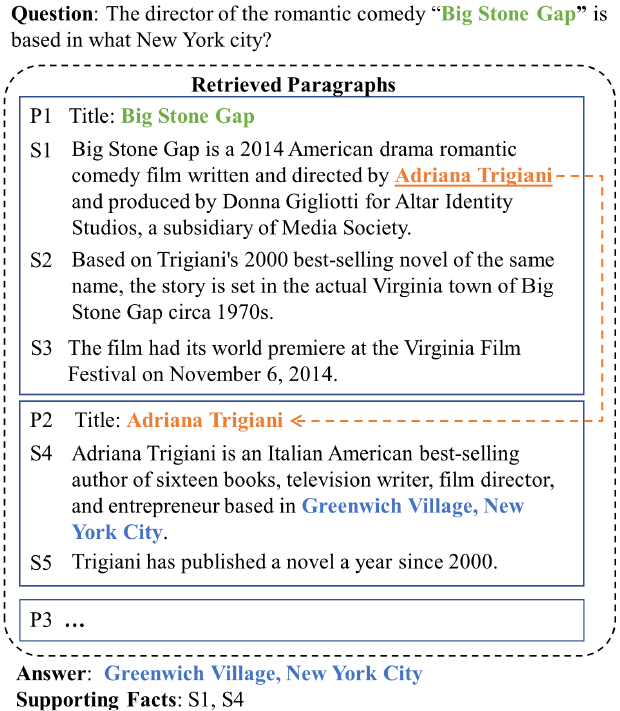 Question: The director of the romantic comedy “Big Stone Gap” is
based in what New York city?
Retrieved Paragraphs
P1 Title: Big Stone Gap
S1 Big Stone Gap is a 2014 American drama romantic
comedy film written and directed by Adriana Trigiani
and produced by Donna Gigliotti for Altar Identity
Studios, a subsidiary of Media Society.
S2 Based on Trigiani's 2000 best-selling novel of the same
name, the story is set in the actual Virginia town of Big
Stone Gap circa 1970s.
S3 The film had its world premiere at the Virginia Film
Festival on November 6, 2014.
P2 Title: Adriana Trigiani
S4 Adriana Trigiani is an Italian American best-selling
author of sixteen books, television writer, film director,
and entrepreneur based in Greenwich Village, New
York City.
S5 Trigiani has published a novel a year since 2000.
P3 ...
Answer: Greenwich Village, New York City
Supporting Facts: S1, S4